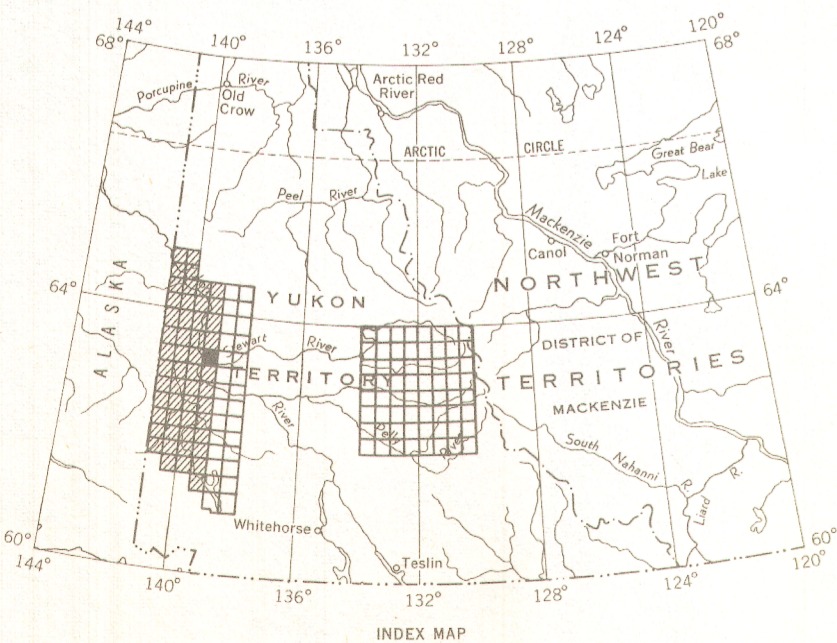 144°
140°
136°
132°
128°
124°
120°
68°
68°
Porcupine River
Old
Crow
Arctic Red
River
ARCTIC CIRCLE
Great Bear
Lake
Peel River
Mackenzie
Canol
Fort
Norman
64°
64°
ALASKA
YUKON
NORTHWEST
Stewart River
DISTRICT OF
River
TERRITORY
TERRITORIES
MACKENZIE
River
Pelly
River
South Nahanni R.
Liard R.
Whitehorse
Teslin
60°
60°
144°
140°
136°
132°
128°
124°
120°
INDEX MAP